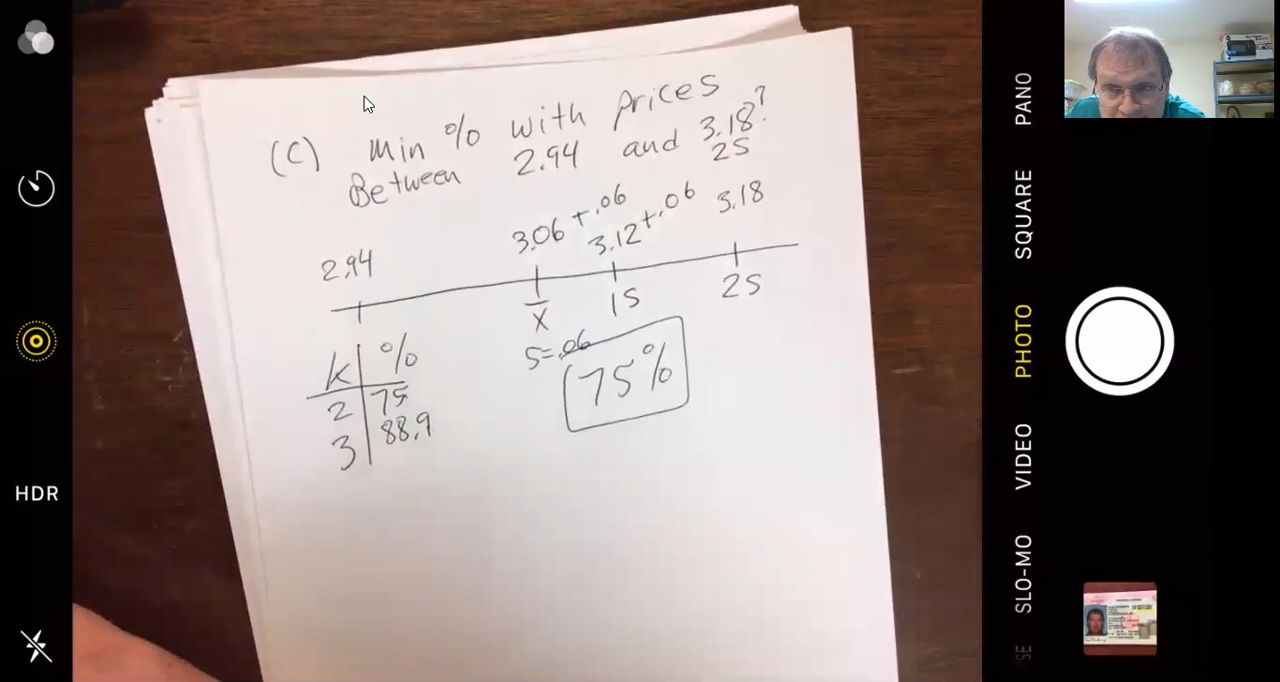 (C) Min % with prices
Between 2.94 and 3.18?
2S
2.94 3.06 +.06 3.12 +.06 3.18
x̄ 1S 2S
S=.06
75%
K %
2 75
3 88.9
HDR
PANO
SQUARE
PHOTO
VIDEO
SLO-MO
SE